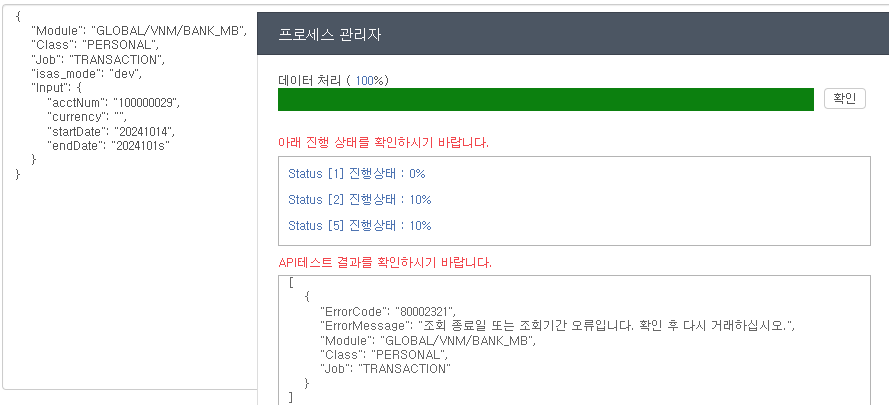 {
"Module": "GLOBAL/VNM/BANK_MB",
"Class": "PERSONAL",
"Job": "TRANSACTION",
"isas_mode": "dev",
"Input": {
"acctNum": "100000029",
"currency": "",
"startDate": "20241014",
"endDate": "2024101s"
}
}
프로세스 관리자
데이터 처리 ( 100%)
확인
아래 진행 상태를 확인하시기 바랍니다.
Status [1] 진행상태 : 0%
Status [2] 진행상태 : 10%
Status [5] 진행상태 : 10%
API테스트 결과를 확인하시기 바랍니다.
[
{
"ErrorCode": "80002321",
"ErrorMessage": "조회 종료일 또는 조회기간 오류입니다. 확인 후 다시 거래하십시오.",
"Module": "GLOBAL/VNM/BANK_MB",
"Class": "PERSONAL",
"Job": "TRANSACTION"
}
]